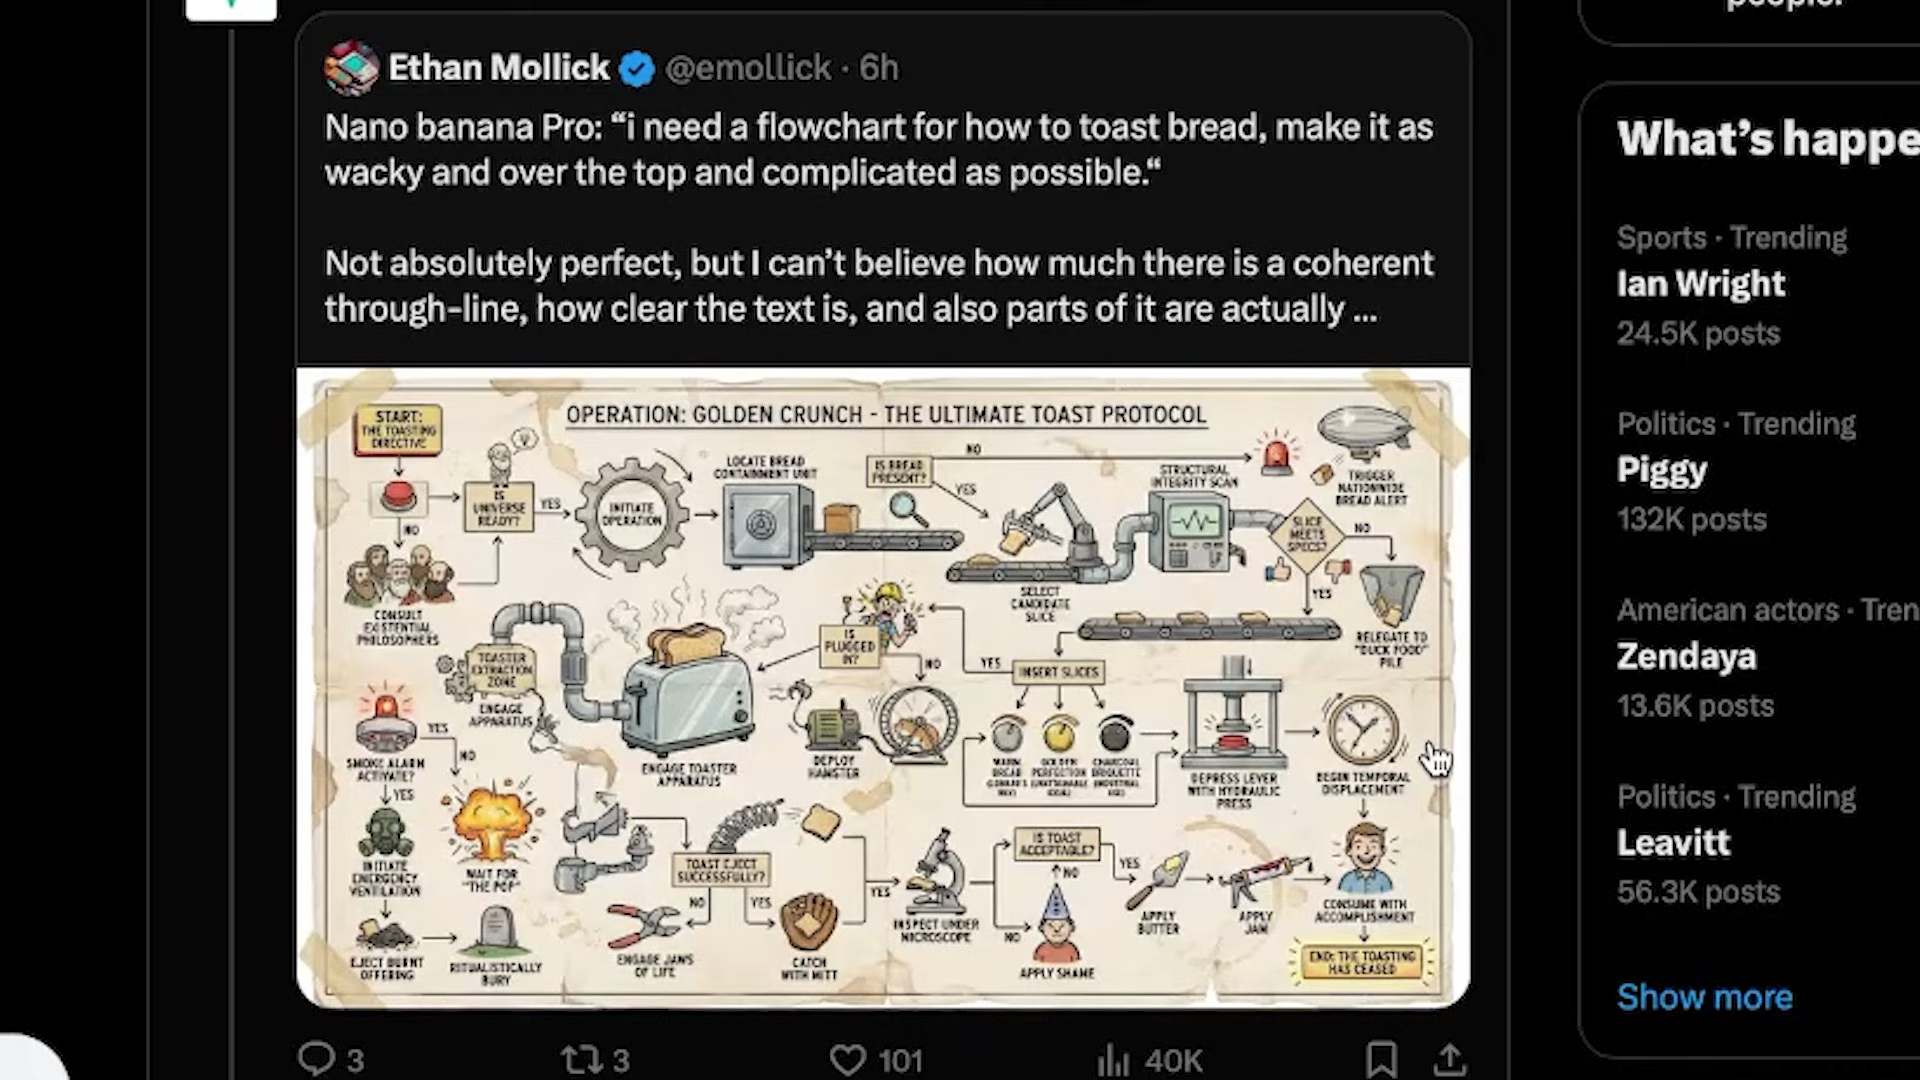 people.
Ethan Mollick @emollick · 6h
Nano banana Pro: “i need a flowchart for how to toast bread, make it as
wacky and over the top and complicated as possible.“
Not absolutely perfect, but I can’t believe how much there is a coherent
through-line, how clear the text is, and also parts of it are actually ...
OPERATION: GOLDEN CRUNCH - THE ULTIMATE TOAST PROTOCOL
START:
THE TOASTING
DIRECTIVE
NO
IS
UNIVERSE
READY?
YES
CONSULT
EXISTENTIAL
PHILOSOPHERS
INITIATE
OPERATION
LOCATE BREAD
CONTAINMENT UNIT
IS BREAD
PRESENT?
NO
YES
SELECT
CANDIDATE
SLICE
STRUCTURAL
INTEGRITY SCAN
TRIGGER
NATIONWIDE
BREAD ALERT
SLICE
MEETS
SPECS?
NO
YES
RELEGATE TO
"DUCK FOOD"
PILE
INSERT SLICES
YES
IS
PLUGGED
IN?
NO
DEPLOY
HAMSTER
TOASTER
EXTRACTION
ZONE
ENGAGE
APPARATUS
ENGAGE TOASTER
APPARATUS
WARM
BREAD
GOLDEN
PERFECTION
CHARCOAL
BRIQUETTE
DEPRESS LEVER
WITH HYDRAULIC
PRESS
BEGIN TEMPORAL
DISPLACEMENT
SMOKE ALARM
ACTIVATE?
YES
NO
YES
INITIATE
EMERGENCY
VENTILATION
WAIT FOR
"THE POP"
EJECT BURNT
OFFERING
RITUALISTICALLY
BURY
TOAST EJECT
SUCCESSFULLY?
NO
YES
ENGAGE JAWS
OF LIFE
CATCH
WITH MITT
YES
INSPECT UNDER
MICROSCOPE
IS TOAST
ACCEPTABLE?
NO
NO
YES
APPLY SHAME
APPLY
BUTTER
APPLY
JAM
CONSUME WITH
ACCOMPLISHMENT
END: THE TOASTING
HAS CEASED
3
3
101
40K
What’s happe
Sports · Trending
Ian Wright
24.5K posts
Politics · Trending
Piggy
132K posts
American actors · Tren
Zendaya
13.6K posts
Politics · Trending
Leavitt
56.3K posts
Show more